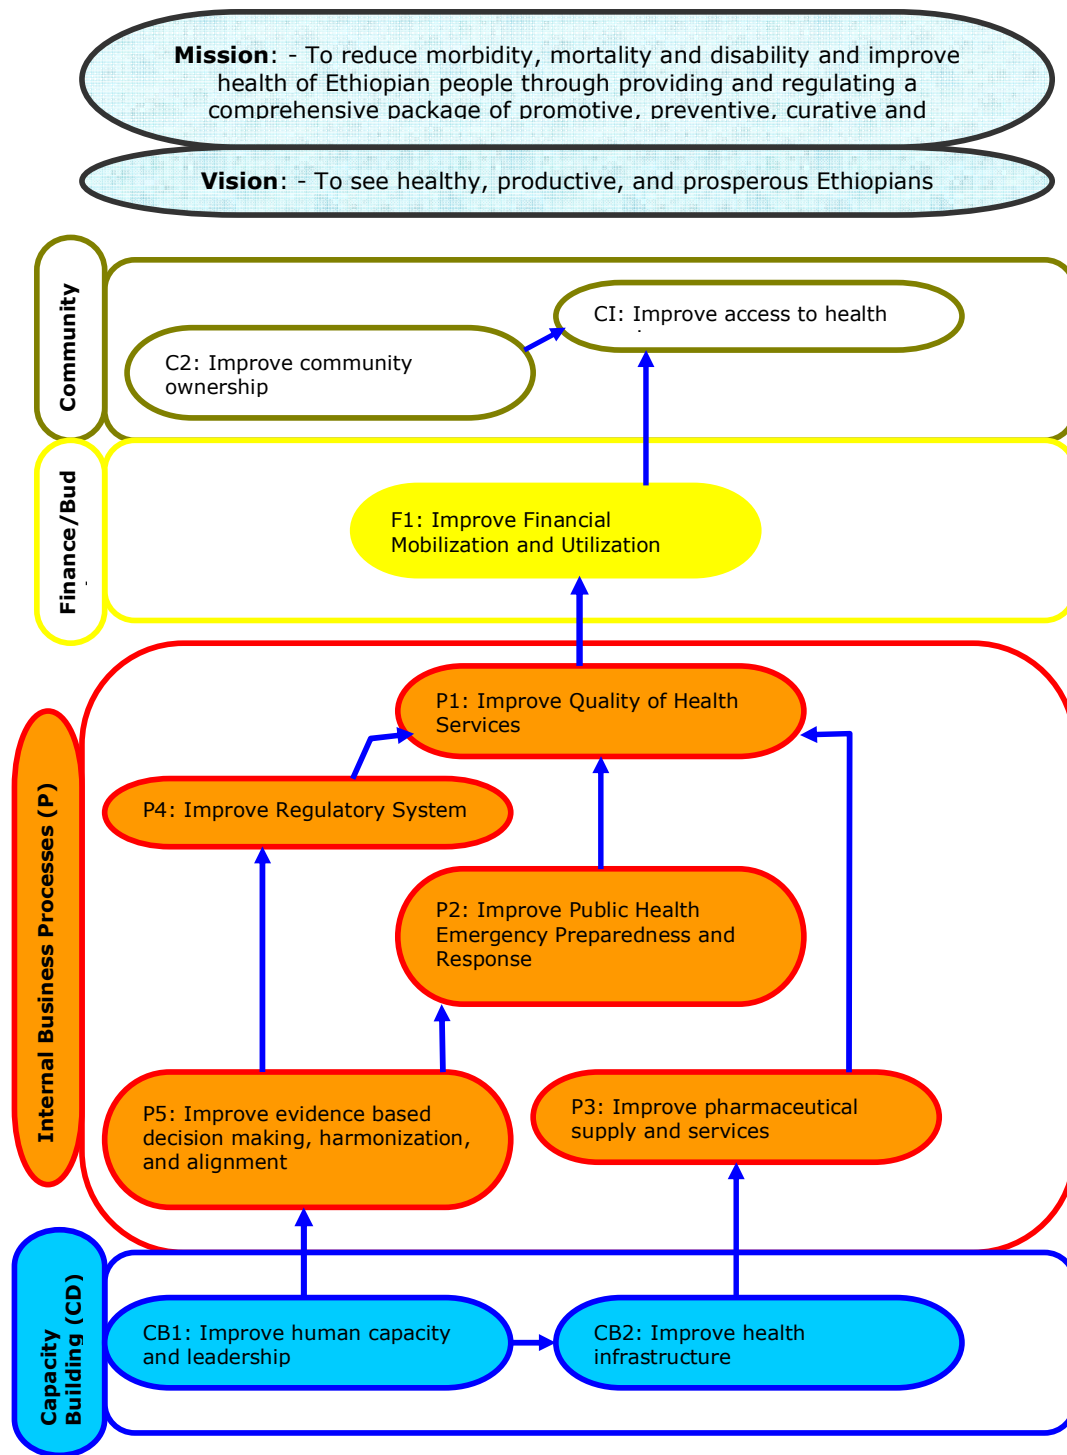 Mission: - To reduce morbidity, mortality and disability and improve
health of Ethiopian people through providing and regulating a
comprehensive package of promotive, preventive, curative and
Vision: - To see healthy, productive, and prosperous Ethiopians
Community
CI: Improve access to health
C2: Improve community
ownership
Finance/Bud
F1: Improve Financial
Mobilization and Utilization
Internal Business Processes (P)
P1: Improve Quality of Health
Services
P4: Improve Regulatory System
P2: Improve Public Health
Emergency Preparedness and
Response
P5: Improve evidence based
decision making, harmonization,
and alignment
P3: Improve pharmaceutical
supply and services
Capacity
Building (CD)
CB1: Improve human capacity
and leadership
CB2: Improve health
infrastructure